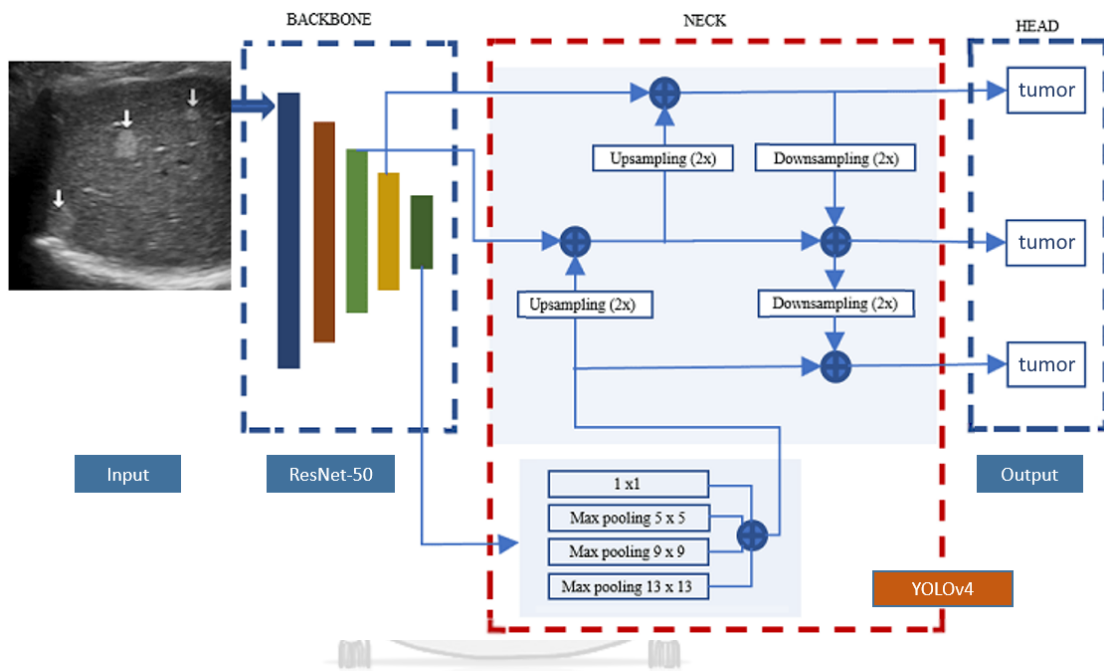 BACKBONE
NECK
HEAD
tumor
Upsampling (2x)
Downsampling (2x)
tumor
Upsampling (2x)
Downsampling (2x)
tumor
Input
ResNet-50
Output
1 x1
Max pooling 5 x 5
Max pooling 9 x 9
Max pooling 13 x 13
YOLOv4